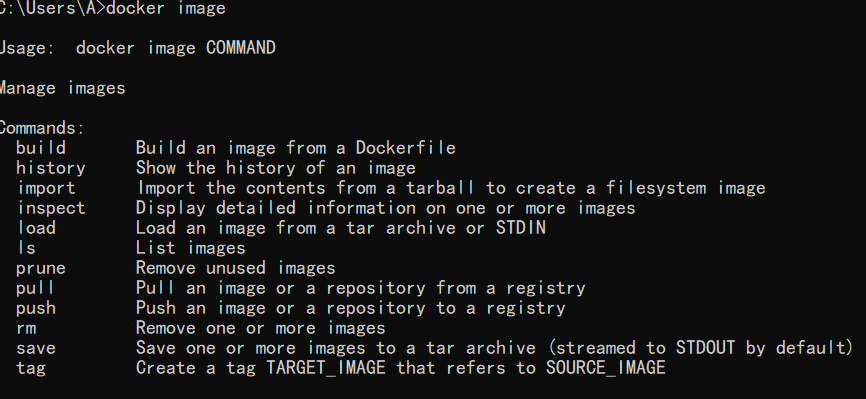 C:\Users\A>docker image
Usage:  docker image COMMAND
Manage images
Commands:
  build       Build an image from a Dockerfile
  history     Show the history of an image
  import      Import the contents from a tarball to create a filesystem image
  inspect     Display detailed information on one or more images
  load        Load an image from a tar archive or STDIN
  ls          List images
  prune       Remove unused images
  pull        Pull an image or a repository from a registry
  push        Push an image or a repository to a registry
  rm          Remove one or more images
  save        Save one or more images to a tar archive (streamed to STDOUT by default)
  tag         Create a tag TARGET_IMAGE that refers to SOURCE_IMAGE